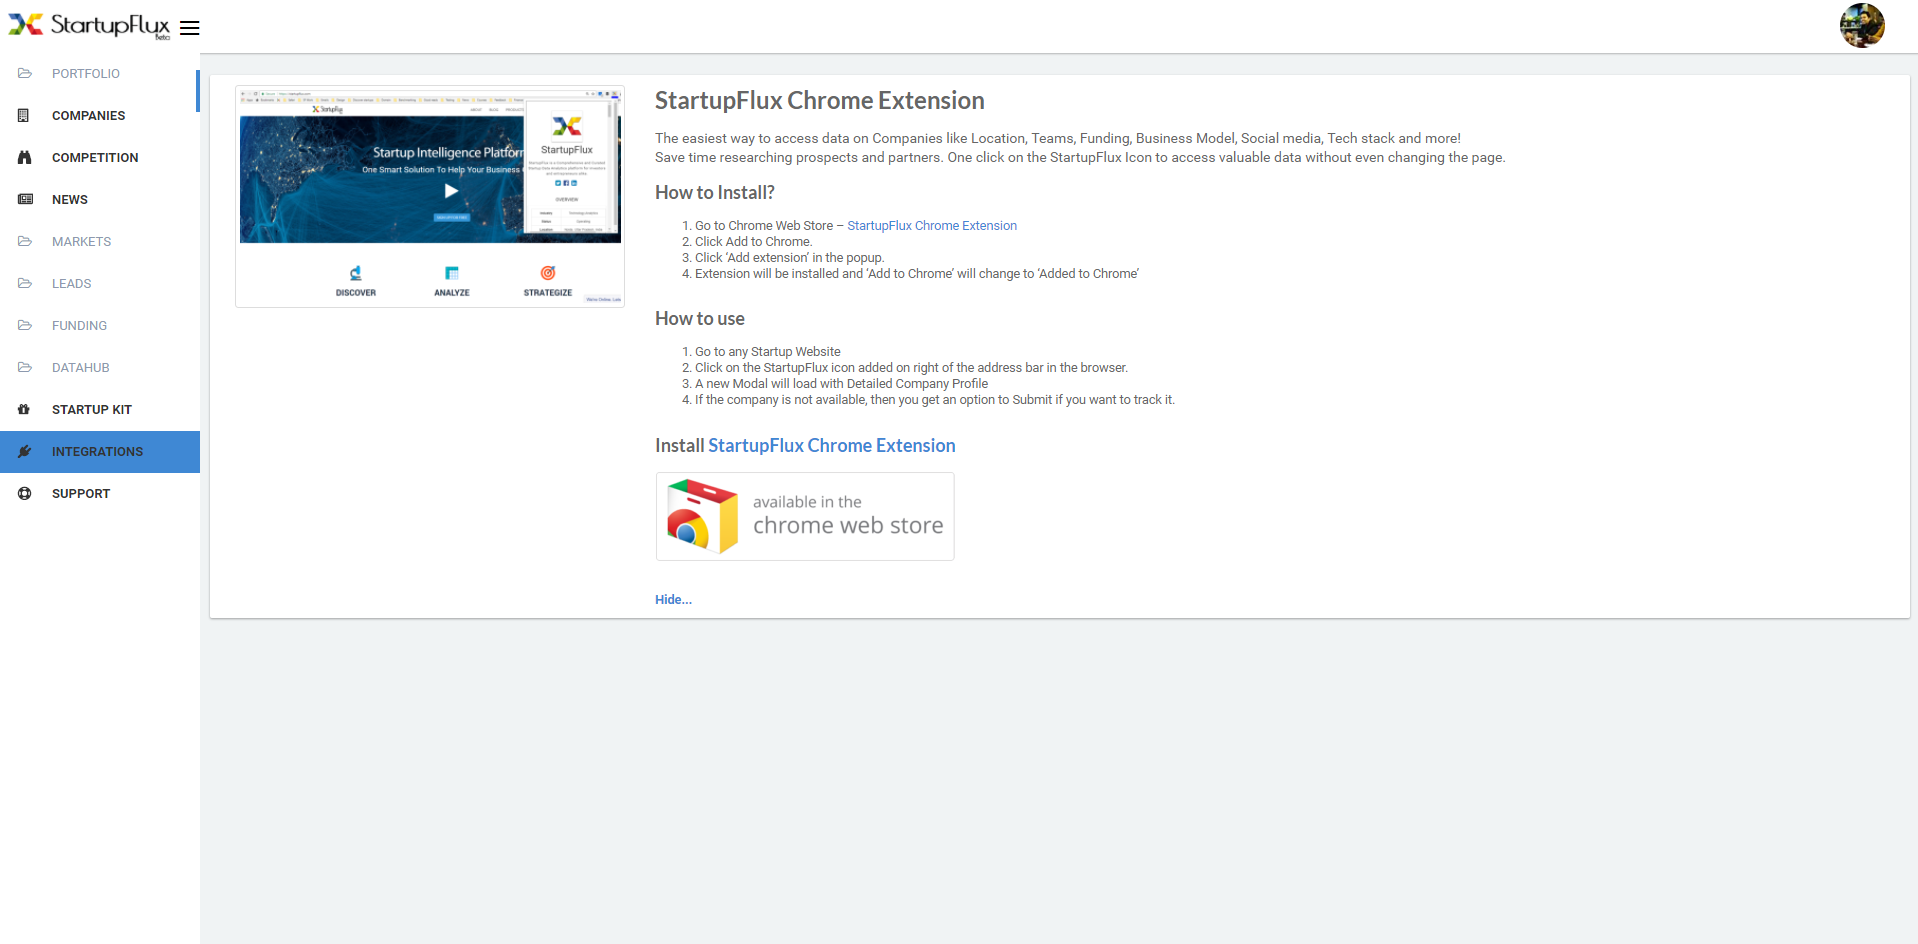 StartupFlux
Beta
PORTFOLIO
COMPANIES
COMPETITION
NEWS
MARKETS
LEADS
FUNDING
DATAHUB
STARTUP KIT
INTEGRATIONS
SUPPORT
StartupFlux
Startup Intelligence Platfor
One Smart Solution To Help Your Business
StartupFlux
OVERVIEW
DISCOVER
ANALYZE
STRATEGIZE
StartupFlux Chrome Extension
The easiest way to access data on Companies like Location, Teams, Funding, Business Model, Social media, Tech stack and more!
Save time researching prospects and partners. One click on the StartupFlux Icon to access valuable data without even changing the page.
How to Install?
1. Go to Chrome Web Store – StartupFlux Chrome Extension
2. Click Add to Chrome.
3. Click ‘Add extension’ in the popup.
4. Extension will be installed and ‘Add to Chrome’ will change to ‘Added to Chrome’
How to use
1. Go to any Startup Website
2. Click on the StartupFlux icon added on right of the address bar in the browser.
3. A new Modal will load with Detailed Company Profile
4. If the company is not available, then you get an option to Submit if you want to track it.
Install StartupFlux Chrome Extension
available in the
chrome web store
Hide...